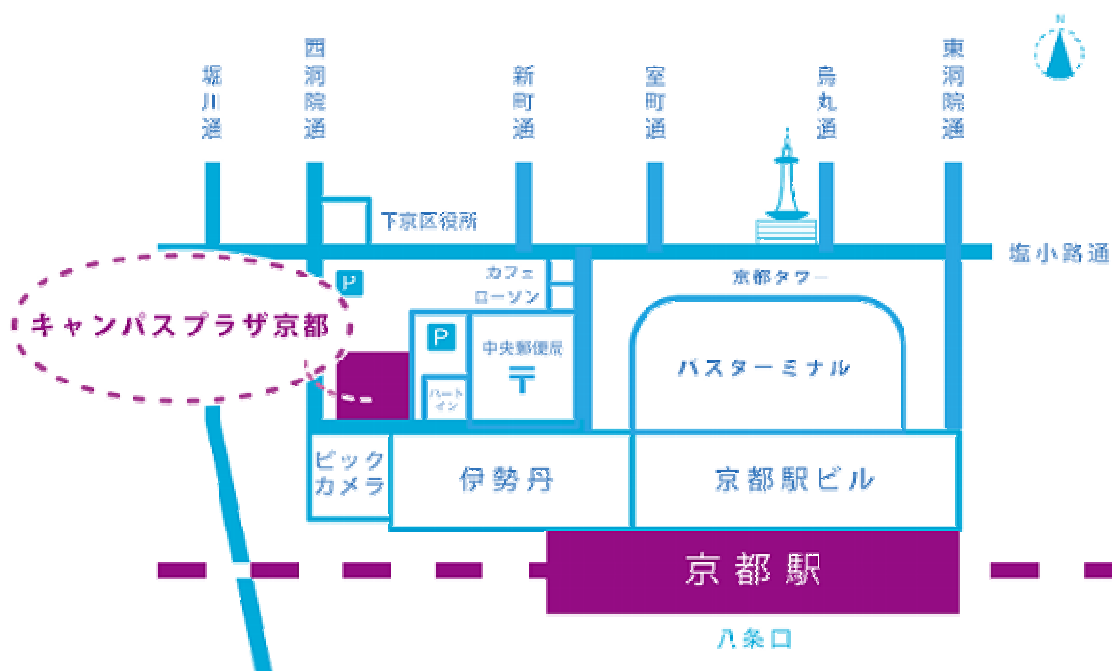 N
堀川通
西洞院通
新町通
室町通
烏丸通
東洞院通
下京区役所
塩小路通
P
カフェ
ローソン
京都タワー
キャンパスプラザ京都
P
中央郵便局
〒
ハート
イン
バスターミナル
ビック
カメラ
伊勢丹
京都駅ビル
京都駅
八条口